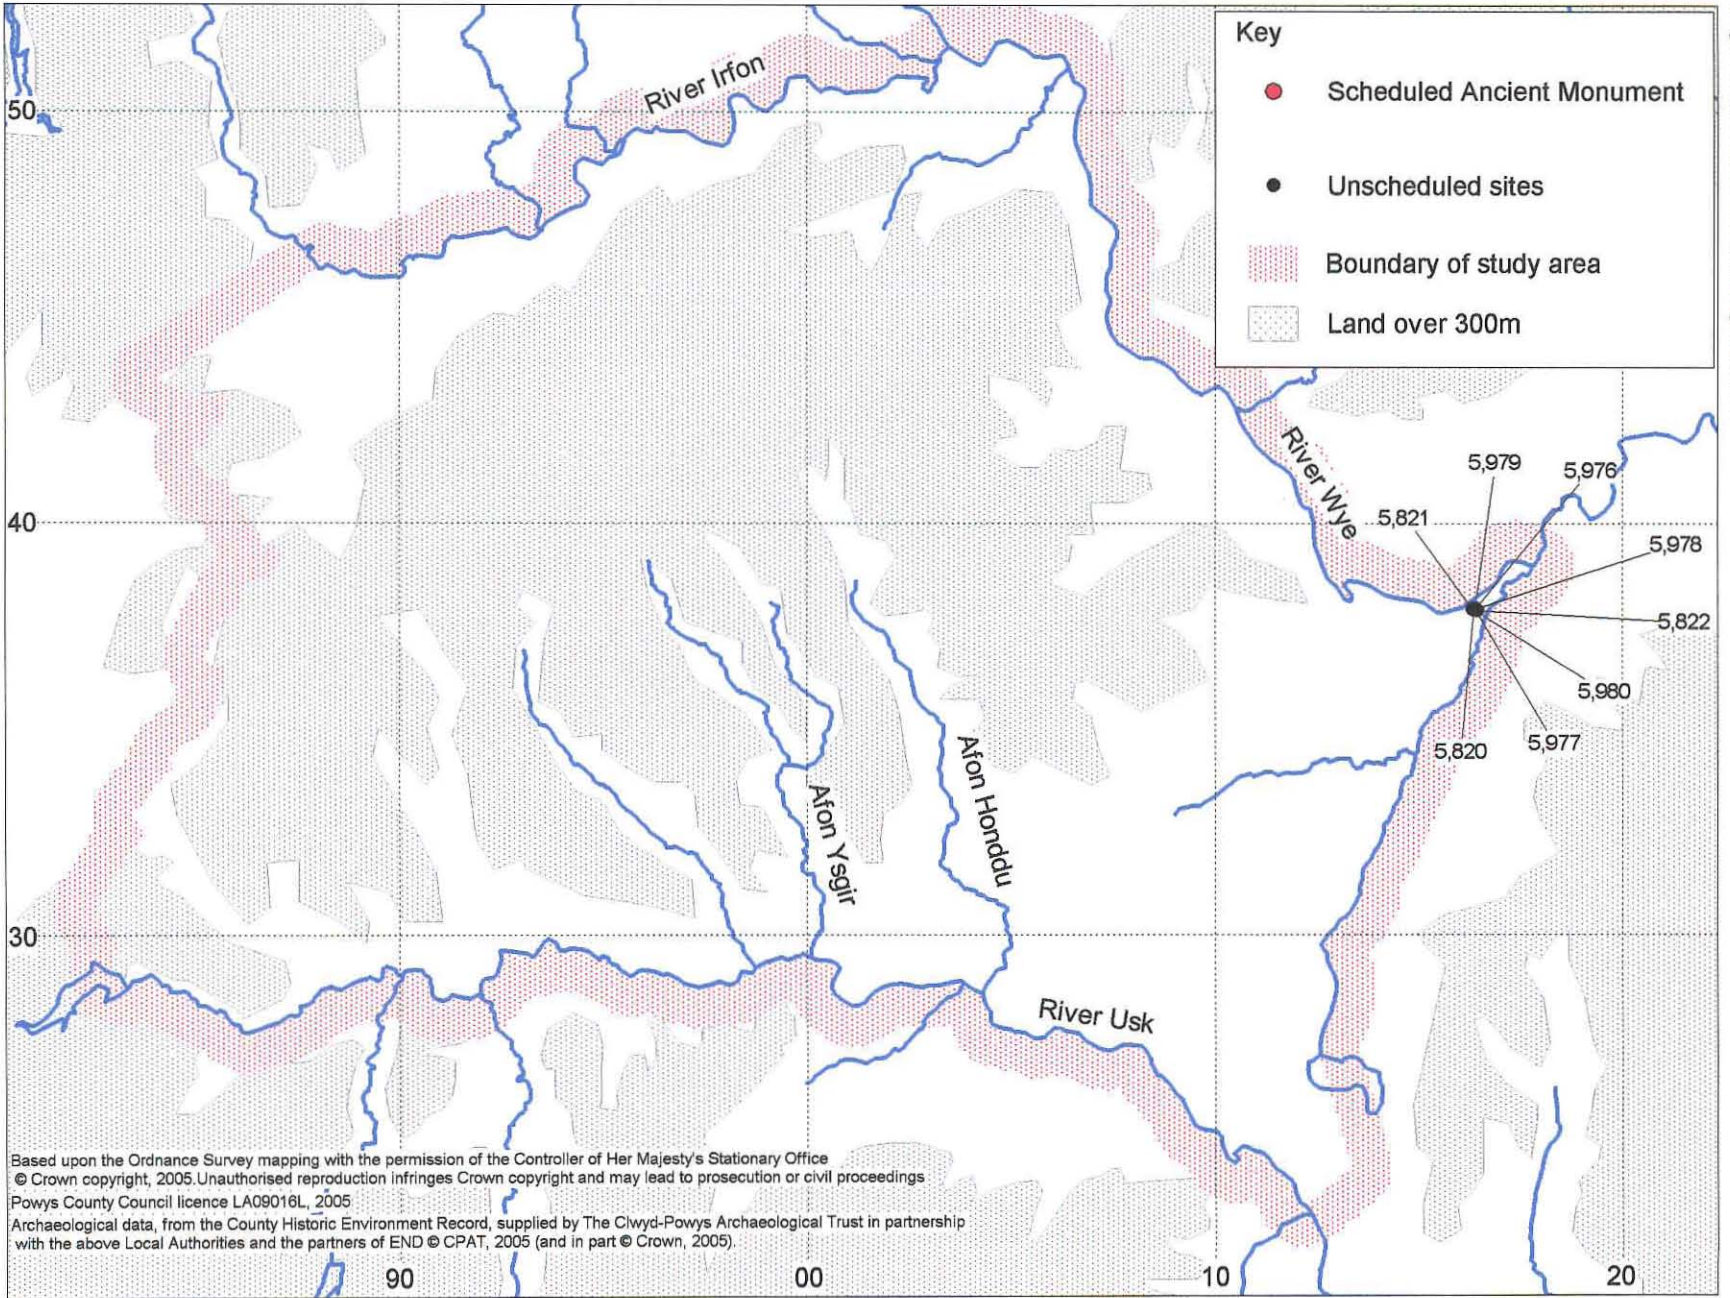 Key
Scheduled Ancient Monument
Unscheduled sites
Boundary of study area
Land over 300m
River Irfon
50
River Wye
5,979
5,976
5,821
40
5,978
5,822
5,980
5,977
5,820
Afon Honddu
Afon Ysgir
30
River Usk
Based upon the Ordnance Survey mapping with the permission of the Controller of Her Majesty's Stationary Office
© Crown copyright, 2005.Unauthorised reproduction infringes Crown copyright and may lead to prosecution or civil proceedings
Powys County Council licence LA09016L, 2005
Archaeological data, from the County Historic Environment Record, supplied by The Clwyd-Powys Archaeological Trust in partnership
with the above Local Authorities and the partners of END © CPAT, 2005 (and in part © Crown, 2005).
90
00
10
20